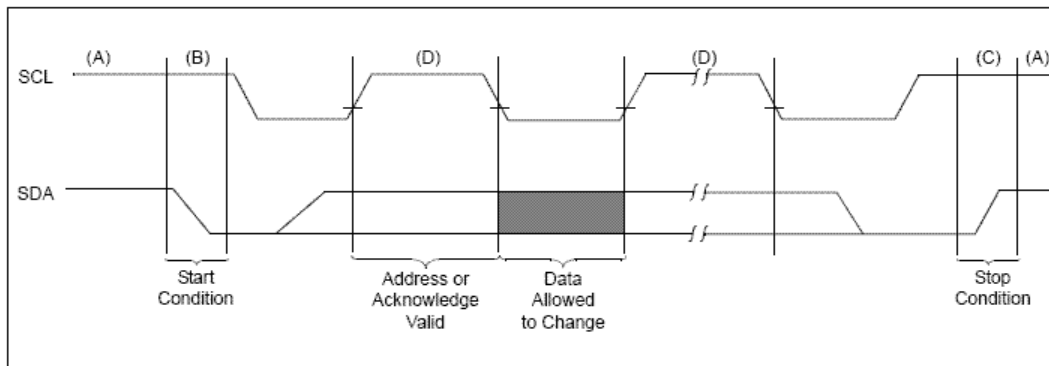 (A) (B) (D) (D) (C) (A)
SCL
SDA
Start
Condition
Address or
Acknowledge
Valid
Data
Allowed
to Change
Stop
Condition